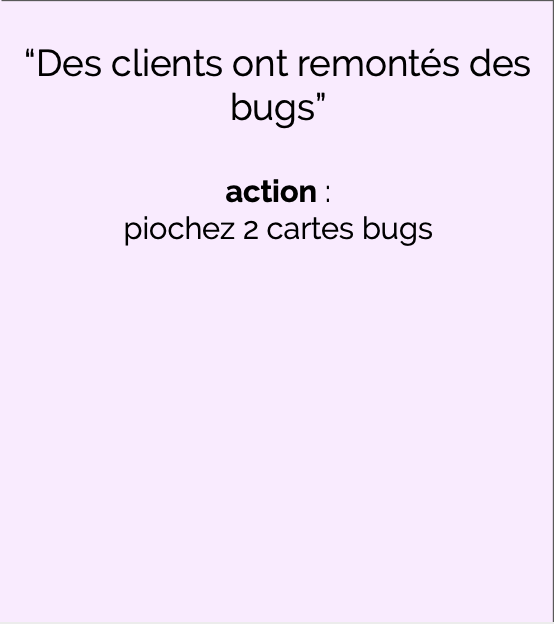 “Des clients ont remontés des
bugs”
action :
piochez 2 cartes bugs